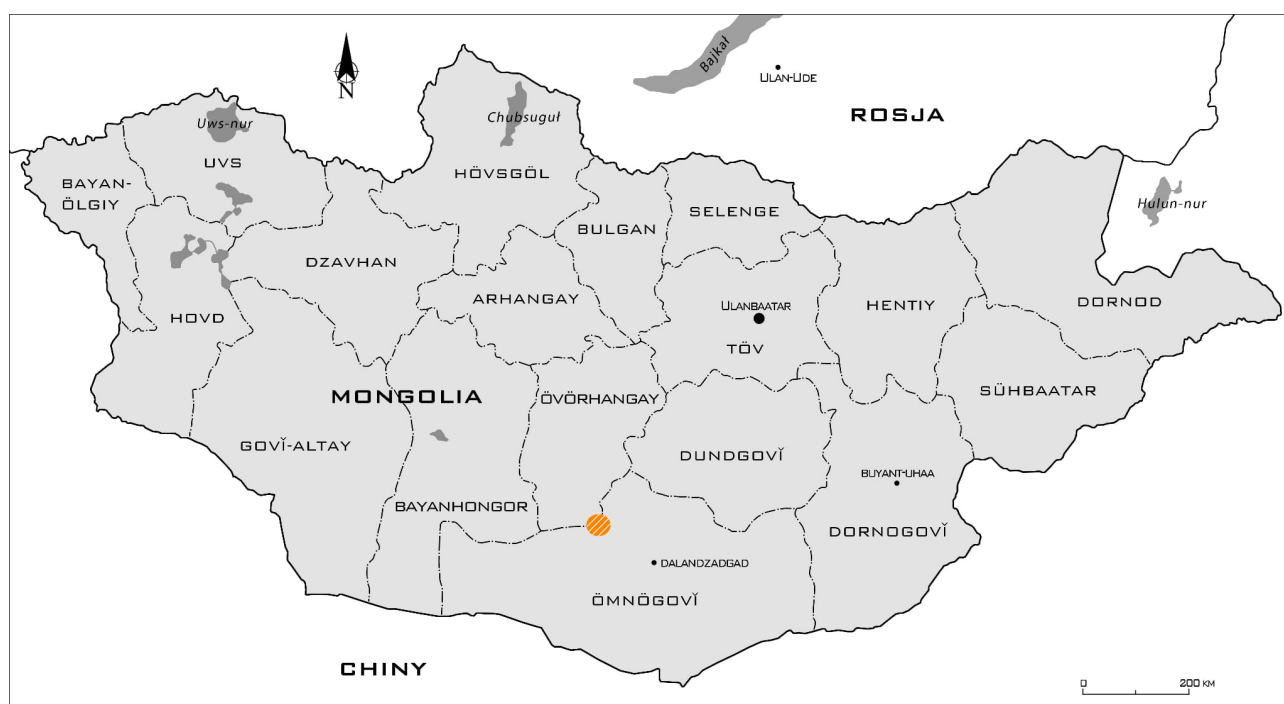 Bajkał
ULAN-UDE
N
ROSJA
Uws-nur
Chubsuguł
UVS
HÖVSGÖL
BAYAN-
ÖLGIY
Hulun-nur
SELENGE
BULGAN
DZAVHAN
ARHANGAY
ULANBAATAR
HENTIY
DORNOD
HOVD
TÖV
MONGOLIA
ÖVÖRHANGAY
SÜHBAATAR
GOVĬ-ALTAY
DUNDGOVĬ
BUYANT-UHAA
BAYANHONGOR
DORNOGOVĬ
DALANDZADGAD
ÖMNÖGOVĬ
CHINY
0 200 KM